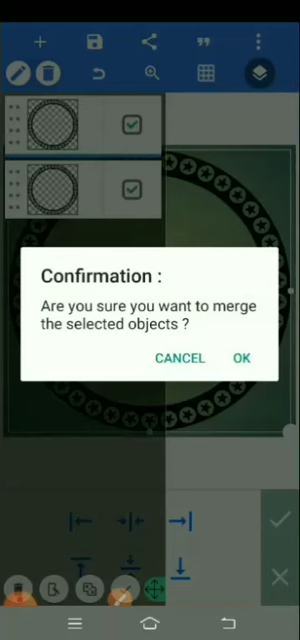 Confirmation :
Are you sure you want to merge
the selected objects ?
CANCEL OK